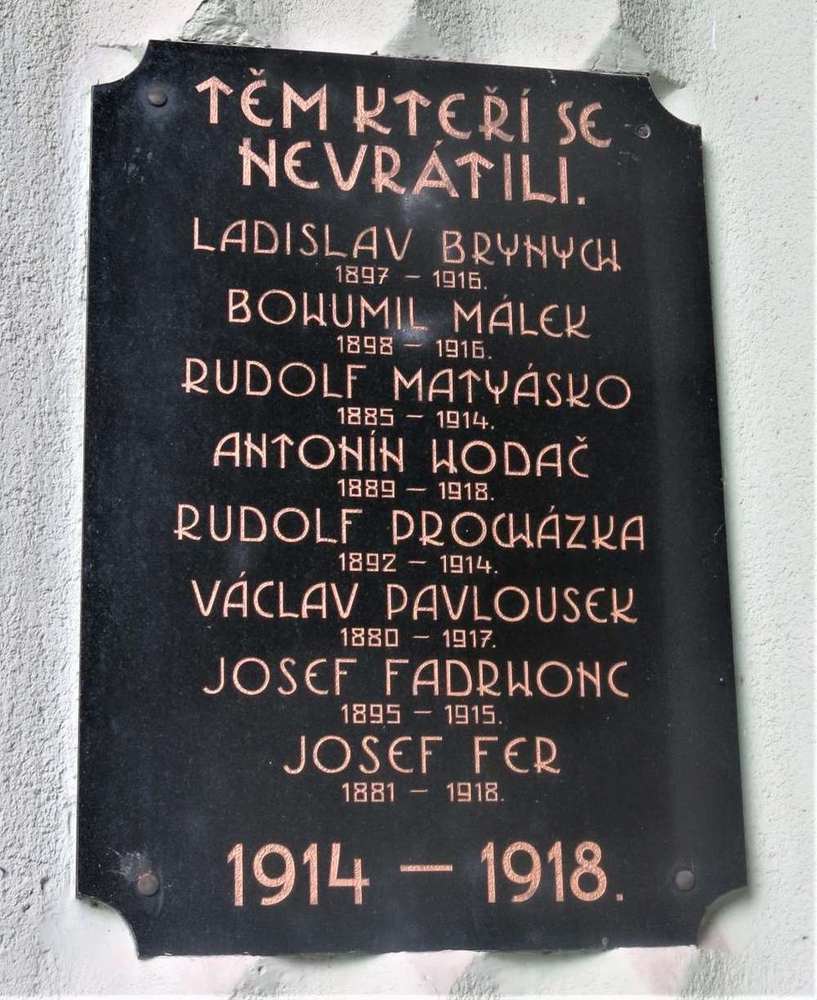 TĚM KTEŘÍ SE
NEVRÁTILI.
LADISLAV BRYNYCH
1897 – 1916.
BOHUMIL MÁLEK
1898 – 1916.
RUDOLF MATYÁSKO
1885 – 1914.
ANTONÍN HODAČ
1889 – 1918.
RUDOLF PROCHÁZKA
1892 – 1914.
VÁCLAV PAVLOUSEK
1880 – 1917.
JOSEF FADRHONC
1895 – 1915.
JOSEF FER
1881 – 1918.
1914 – 1918.